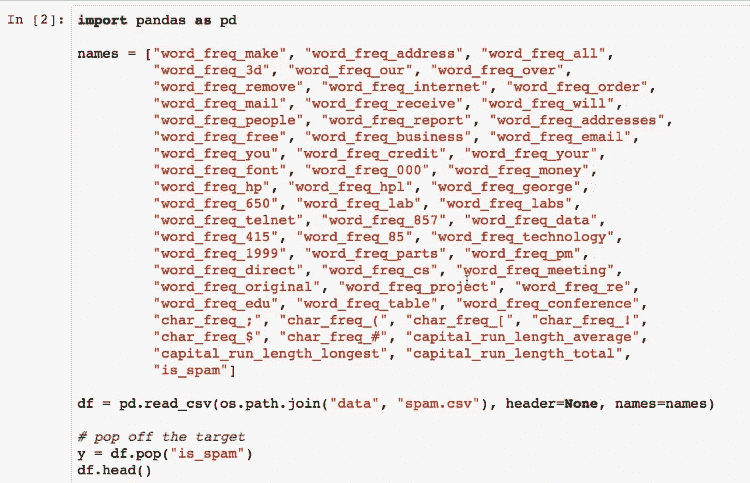 In [2]: import pandas as pd
names = ["word_freq_make", "word_freq_address", "word_freq_all",
"word_freq_3d", "word_freq_our", "word_freq_over",
"word_freq_remove", "word_freq_internet", "word_freq_order",
"word_freq_mail", "word_freq_receive", "word_freq_will",
"word_freq_people", "word_freq_report", "word_freq_addresses",
"word_freq_free", "word_freq_business", "word_freq_email",
"word_freq_you", "word_freq_credit", "word_freq_your",
"word_freq_font", "word_freq_000", "word_freq_money",
"word_freq_hp", "word_freq_hpl", "word_freq_george",
"word_freq_650", "word_freq_lab", "word_freq_labs",
"word_freq_telnet", "word_freq_857", "word_freq_data",
"word_freq_415", "word_freq_85", "word_freq_technology",
"word_freq_1999", "word_freq_parts", "word_freq_pm",
"word_freq_direct", "word_freq_cs", "word_freq_meeting",
"word_freq_original", "word_freq_project", "word_freq_re",
"word_freq_edu", "word_freq_table", "word_freq_conference",
"char_freq_;", "char_freq_(", "char_freq_[", "char_freq_!",
"char_freq_$", "char_freq_#", "capital_run_length_average",
"capital_run_length_longest", "capital_run_length_total",
"is_spam"]
df = pd.read_csv(os.path.join("data", "spam.csv"), header=None, names=names)
# pop off the target
y = df.pop("is_spam")
df.head()